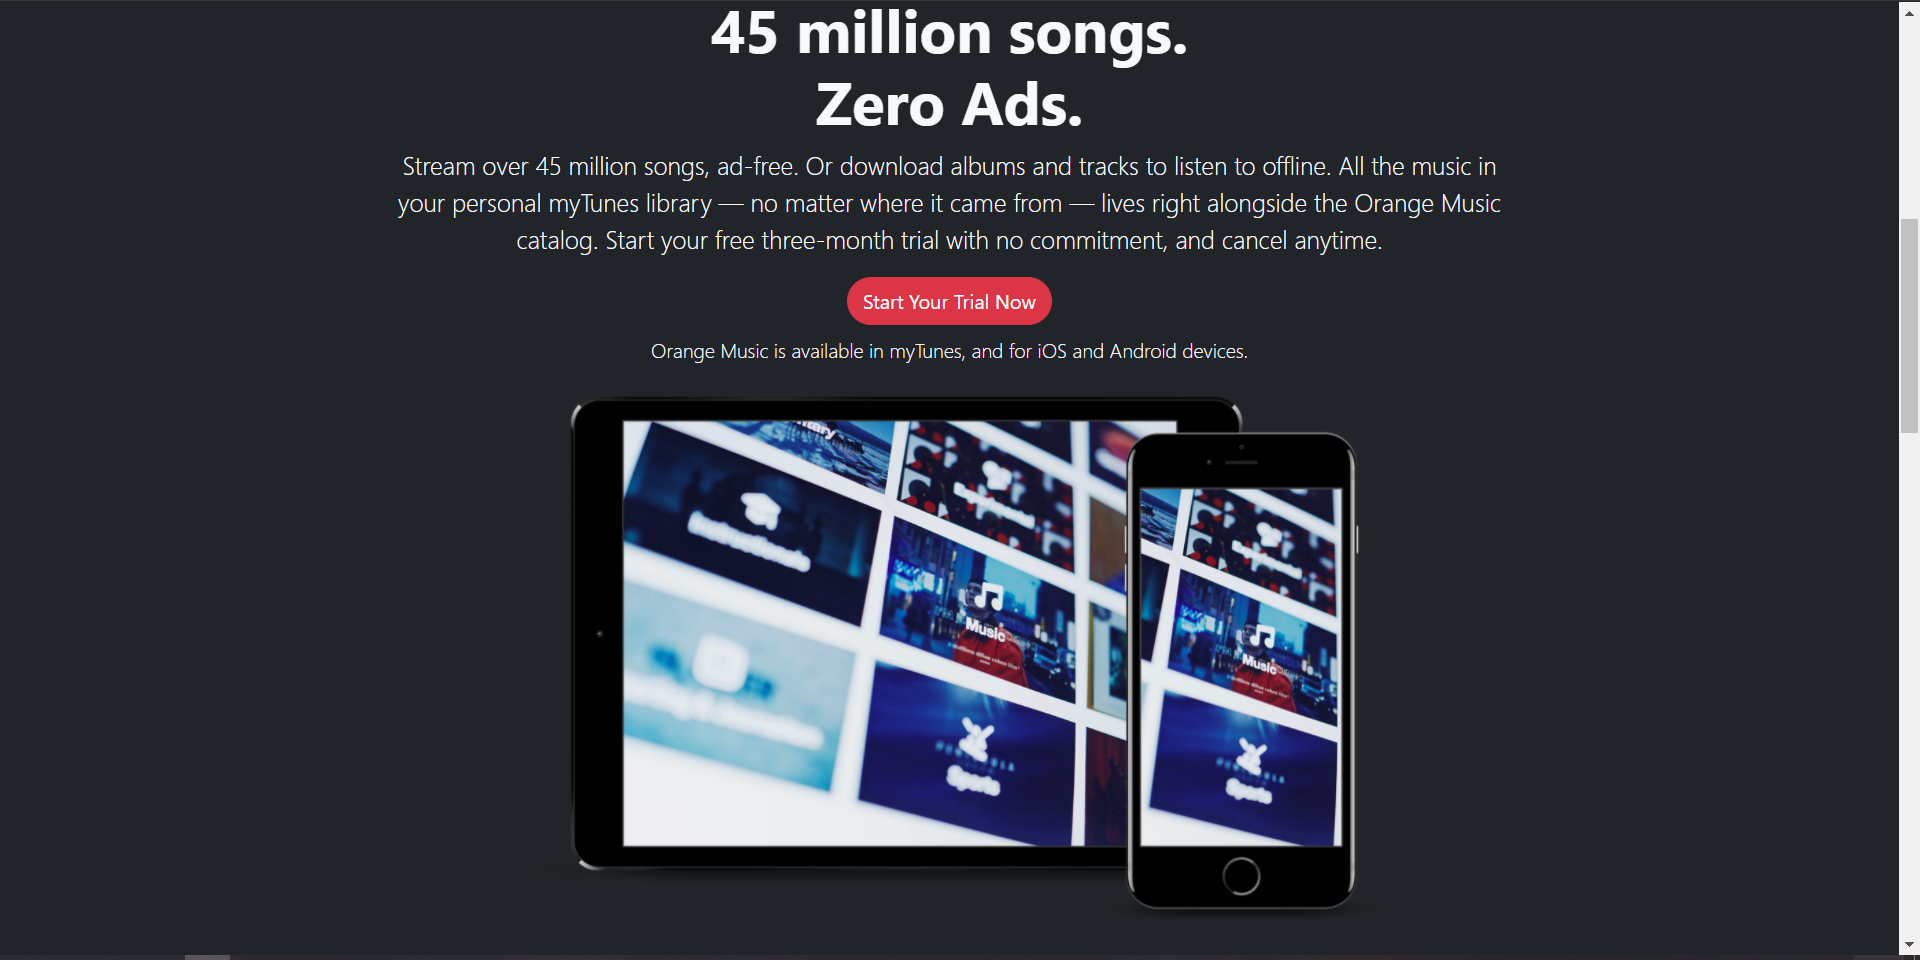 45 million songs.
Zero Ads.
Stream over 45 million songs, ad-free. Or download albums and tracks to listen to offline. All the music in
your personal myTunes library — no matter where it came from — lives right alongside the Orange Music
catalog. Start your free three-month trial with no commitment, and cancel anytime.
Start Your Trial Now
Orange Music is available in myTunes, and for iOS and Android devices.
Instructionals
Music
Sports
Music
Sports